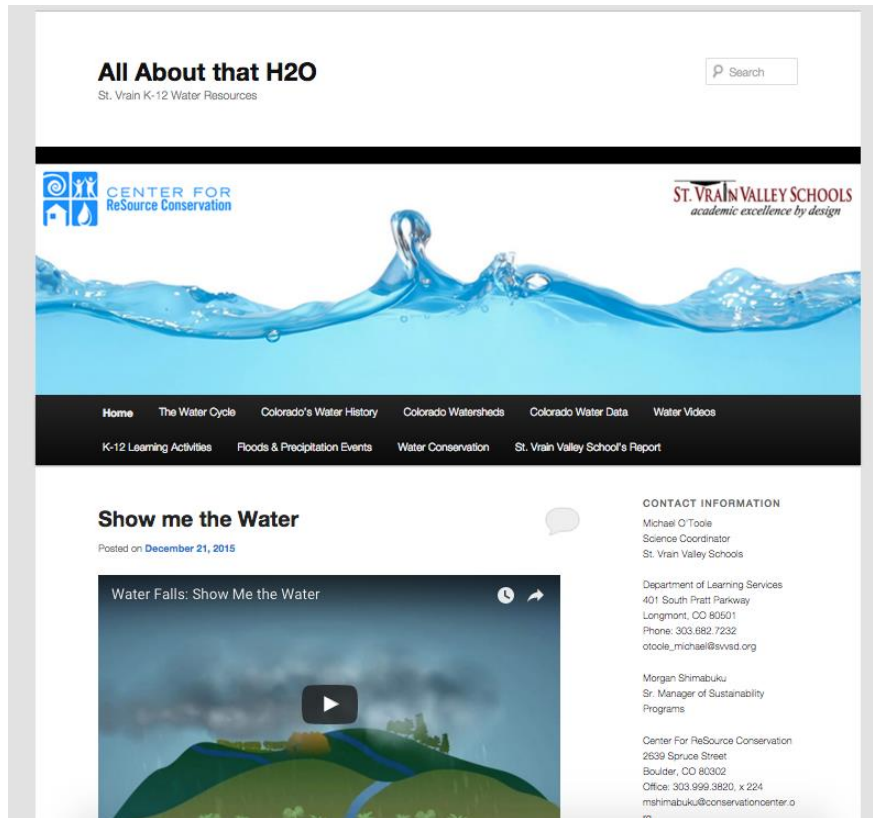 All About that H2O
St. Vrain K-12 Water Resources
Search
CENTER FOR
ReSource Conservation
ST. VRAIN VALLEY SCHOOLS
academic excellence by design
Home The Water Cycle Colorado's Water History Colorado Watersheds Colorado Water Data Water Videos
K-12 Learning Activities Floods & Precipitation Events Water Conservation St. Vrain Valley School's Report
Show me the Water
Posted on December 21, 2015
Water Falls: Show Me the Water
CONTACT INFORMATION
Michael O'Toole
Science Coordinator
St. Vrain Valley Schools
Department of Learning Services
401 South Pratt Parkway
Longmont, CO 80501
Phone: 303.682.7232
otoole_michael@svvsd.org
Morgan Shimabuku
Sr. Manager of Sustainability
Programs
Center For ReSource Conservation
2639 Spruce Street
Boulder, CO 80302
Office: 303.999.3820, x 224
mshimabuku@conservationcenter.o